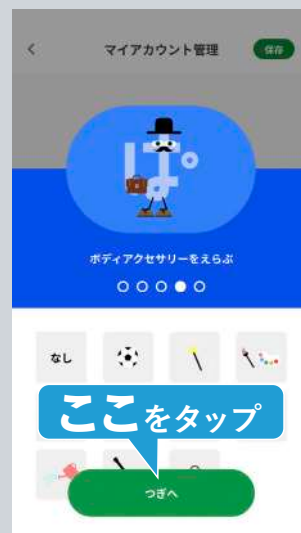 マイアカウント管理
保存
ぱ
ボディアクセサリーをえらぶ
なし
ここをタップ
つぎへ